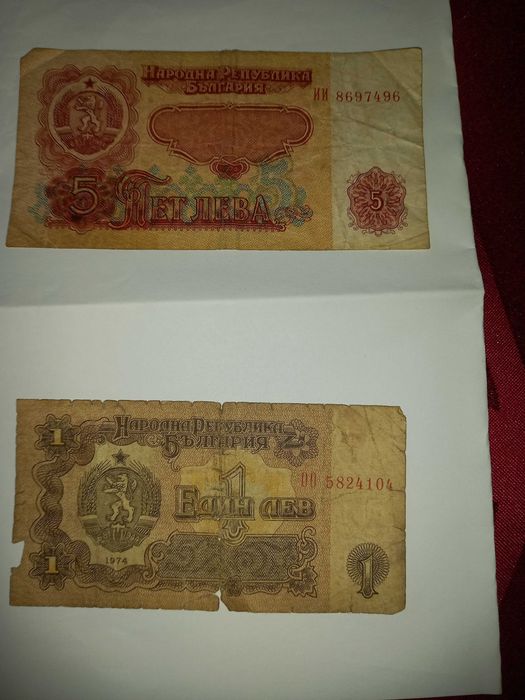 НАРОДНА РЕПУБЛИКА
БЪЛГАРИЯ
ИИ 8697496
5 ПЕТ ЛЕВА
5
1
НАРОДНА РЕПУБЛИКА
БЪЛГАРИЯ
1
ЕДИН ЛЕВ
ОО 5824104
1
1974
1